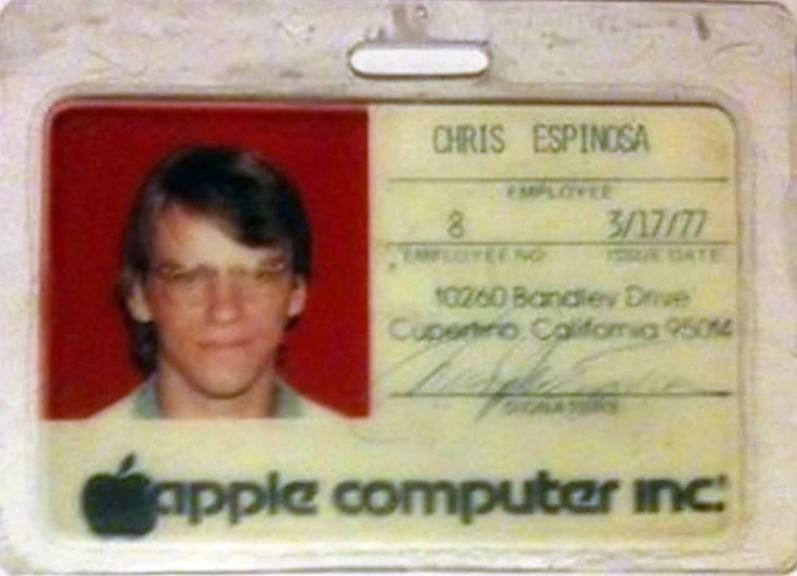 CHRIS ESPINOSA
EMPLOYEE
8 3/17/77
EMPLOYEE NO. ISSUE DATE
10260 Bandley Drive
Cupertino, California 95014
SIGNATURE
apple computer inc.